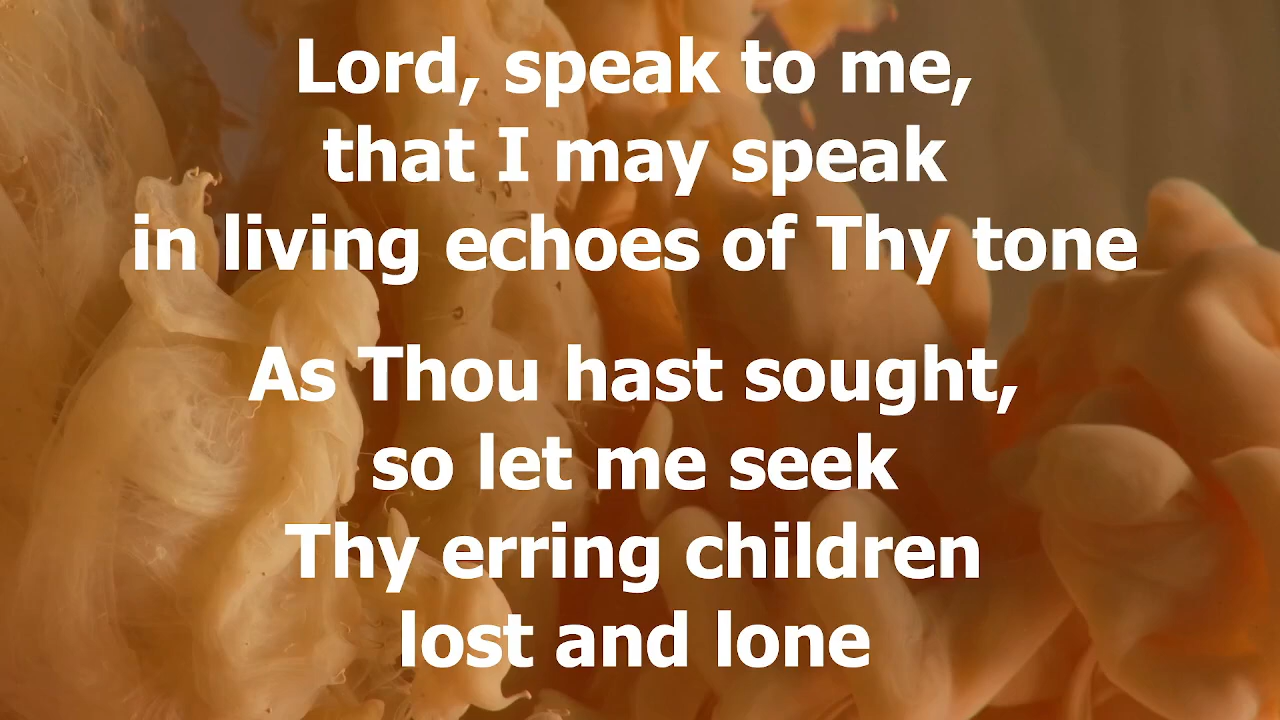 Lord, speak to me,
that I may speak
in living echoes of Thy tone
As Thou hast sought,
so let me seek
Thy erring children
lost and lone